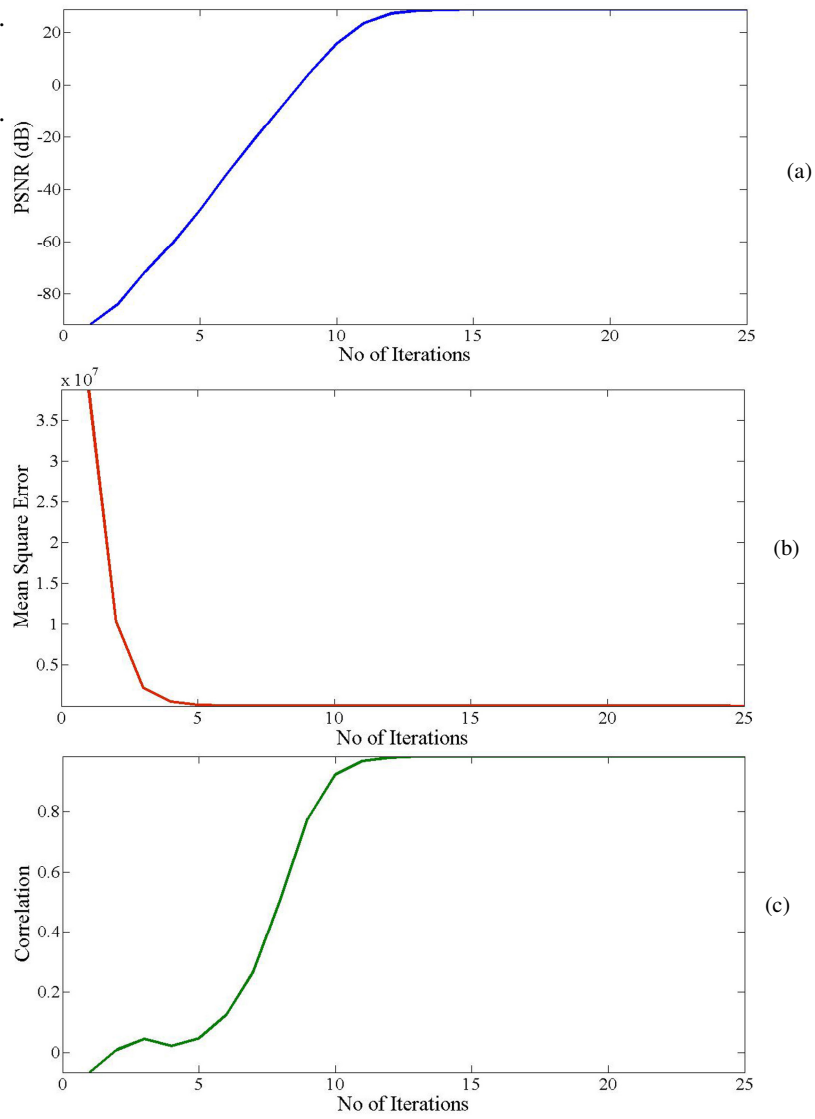 .
20
0
-20
-40
-60
-80
PSNR (dB)
(a)
.
0 5 10 15 20 25
No of Iterations
x 10^7
3.5
3
2.5
2
1.5
1
0.5
Mean Square Error
(b)
0 5 10 15 20 25
No of Iterations
0.8
0.6
0.4
0.2
0
Correlation
(c)
0 5 10 15 20 25
No of Iterations